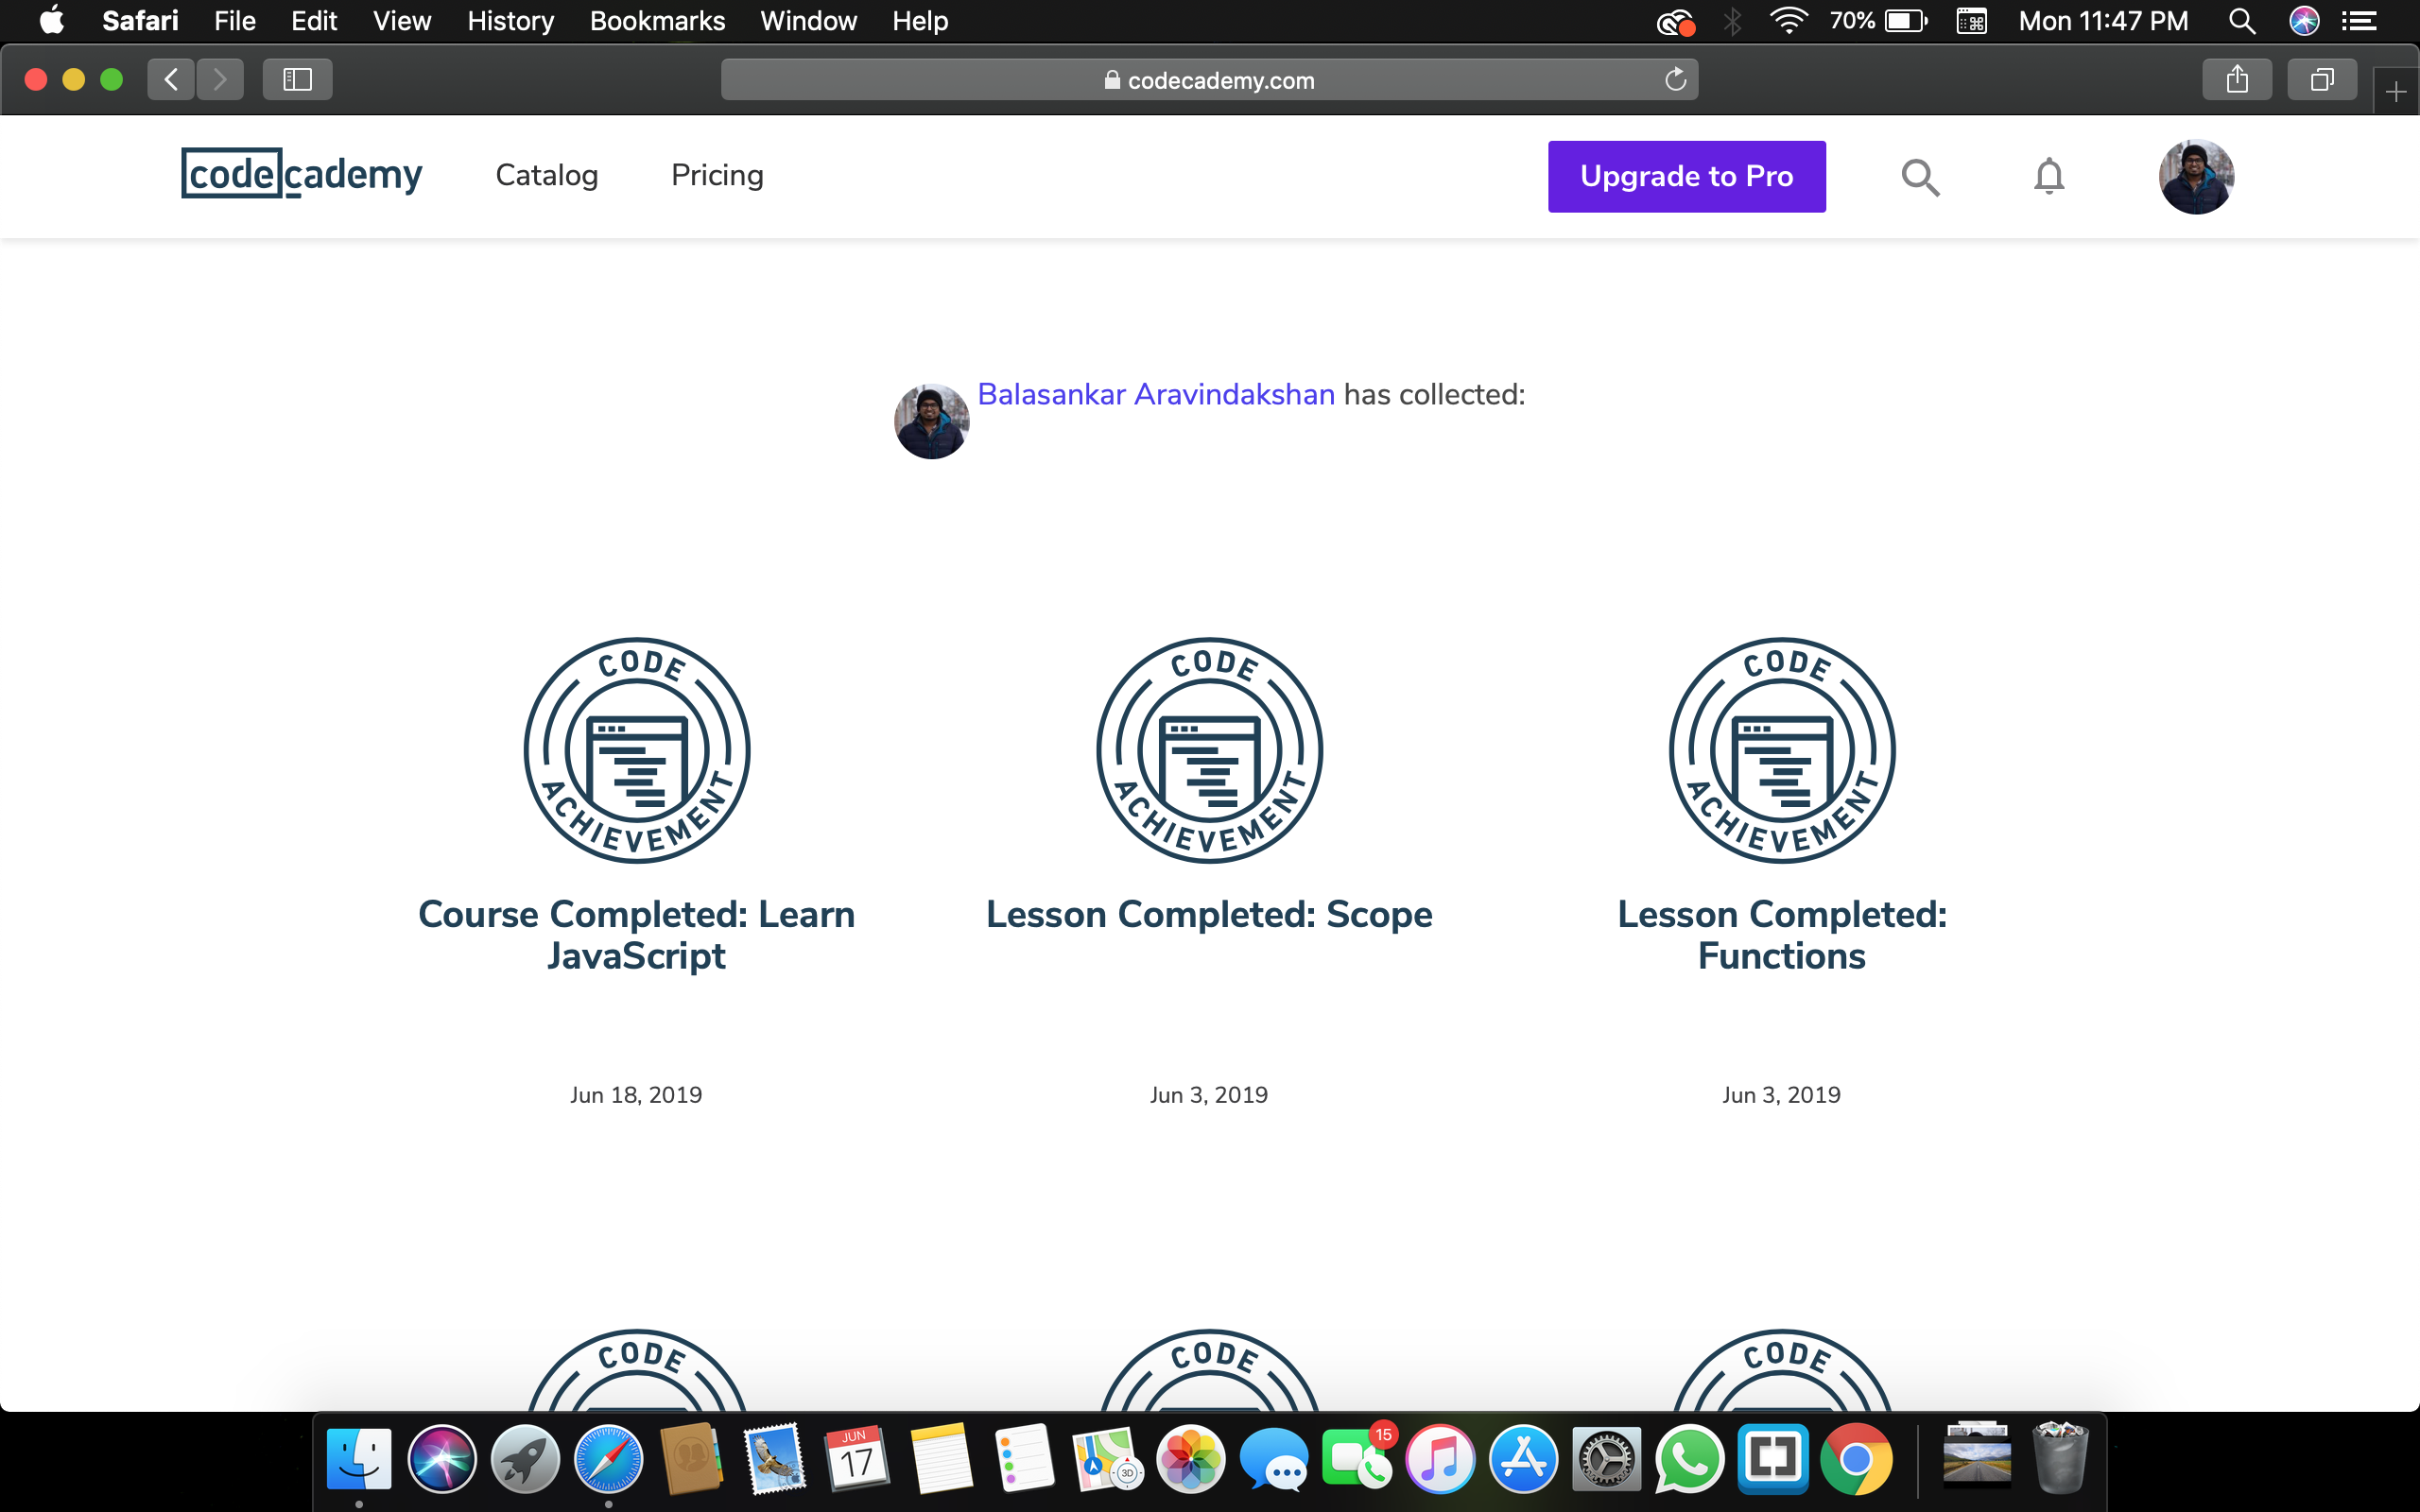 Safari File Edit View History Bookmarks Window Help 70% Mon 11:47 PM
codecademy.com
codecademy Catalog Pricing Upgrade to Pro
Balasankar Aravindakshan has collected:
CODE ACHIEVEMENT
CODE ACHIEVEMENT
CODE ACHIEVEMENT
Course Completed: Learn
JavaScript
Lesson Completed: Scope
Lesson Completed:
Functions
Jun 18, 2019
Jun 3, 2019
Jun 3, 2019
CODE
CODE
CODE
JUN
17
3D
15